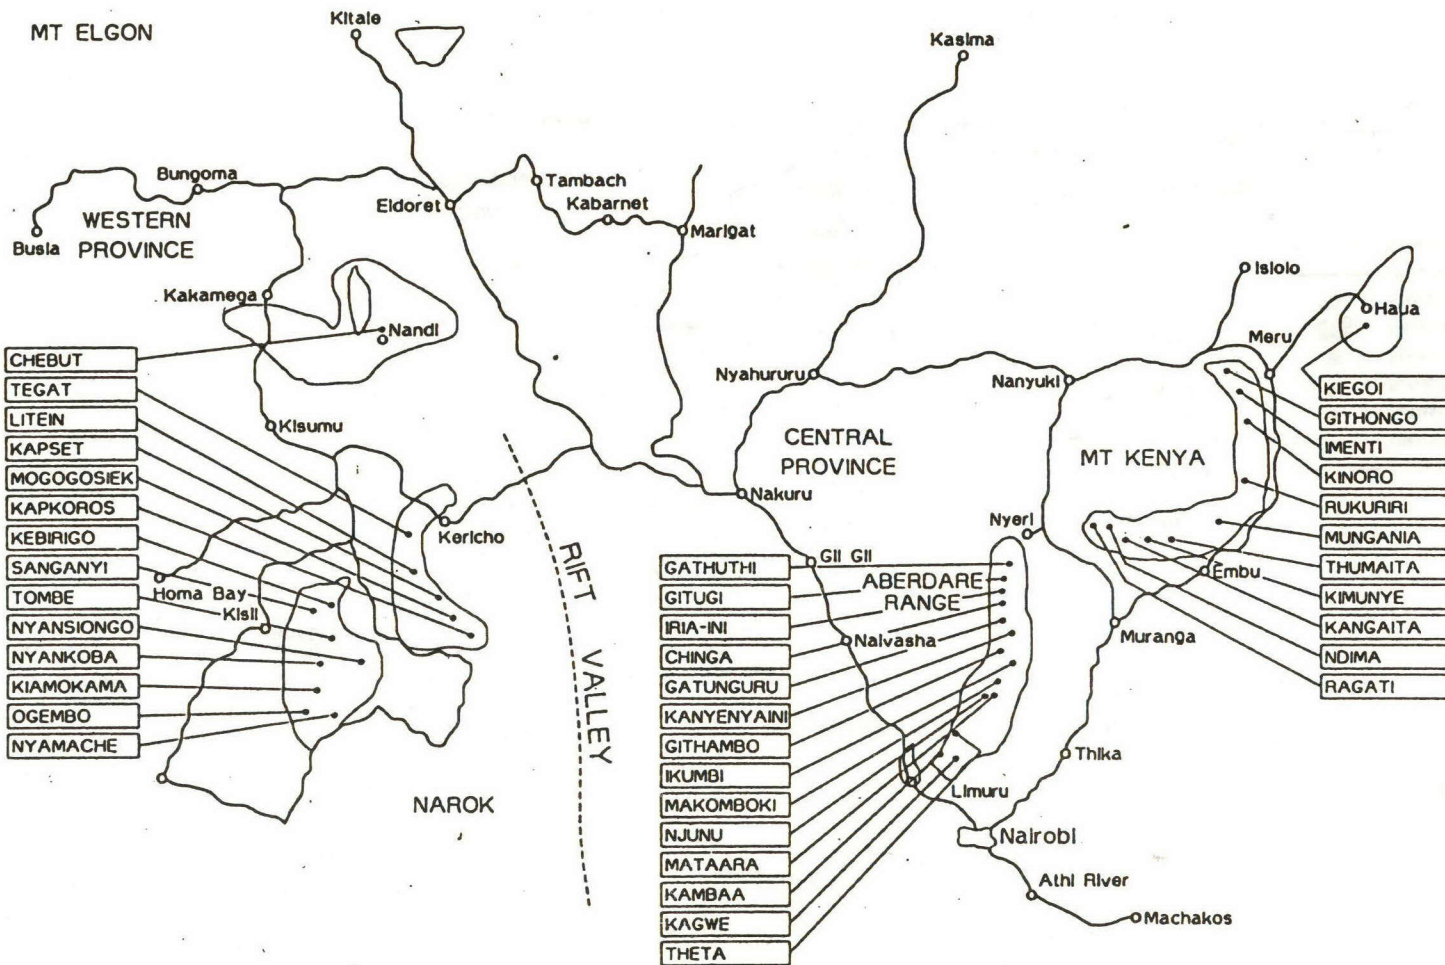 MT ELGON
Kitale
Kasima
Bungoma
Tambach
Kabarnet
Eldoret
Marigat
WESTERN
PROVINCE
Busia
Isiolo
Kakamega
Nandi
Haua
Meru
Nyahururu
Nanyuki
Kisumu
CENTRAL
PROVINCE
MT KENYA
Nakuru
Kericho
Nyeri
Gil Gil
ABERDARE
RANGE
Embu
Homa Bay
Kisii
Naivasha
Muranga
RIFT VALLEY
Thika
Limuru
NAROK
Nairobi
Athi River
Machakos
CHEBUT
TEGAT
LITEIN
KAPSET
MOGOGOSIEK
KAPKOROS
KEBIRIGO
SANGANYI
TOMBE
NYANSIONGO
NYANKOBA
KIAMOKAMA
OGEMBO
NYAMACHE
GATHUTHI
GITUGI
IRIA-INI
CHINGA
GATUNGURU
KANYENYAINI
GITHAMBO
IKUMBI
MAKOMBOKI
NJUNU
MATAARA
KAMBAA
KAGWE
THETA
KIEGOI
GITHONGO
IMENTI
KINORO
RUKURIRI
MUNGANIA
THUMAITA
KIMUNYE
KANGAITA
NDIMA
RAGATI